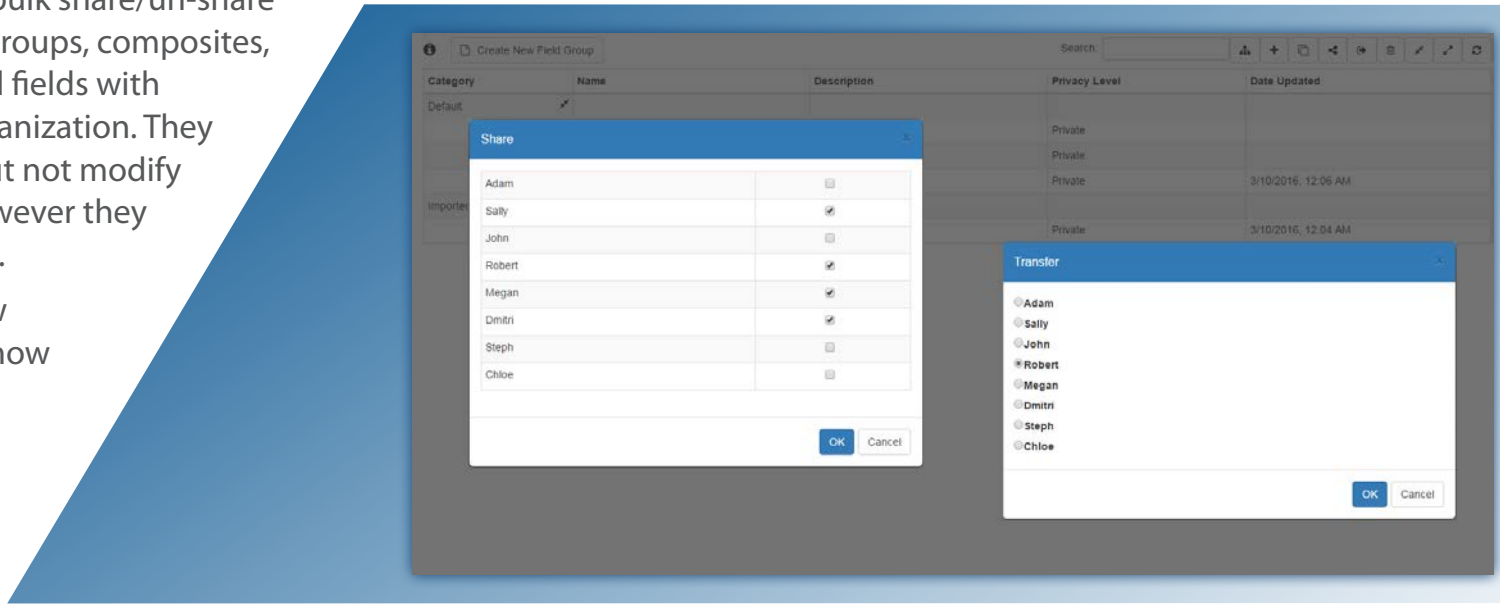 bulk share/un-share
roups, composites,
fields with
anization. They
ut not modify
wever they
.
now
Create New Field Group
Search:
Category Name Description Privacy Level Date Updated
Default
Private
Private
Private 3/10/2016, 12:06 AM
Imported
Private 3/10/2016, 12:04 AM
Share x
Adam
Sally
John
Robert
Megan
Dmitri
Steph
Chloe
OK Cancel
Transfer x
Adam
Sally
John
Robert
Megan
Dmitri
Steph
Chloe
OK Cancel